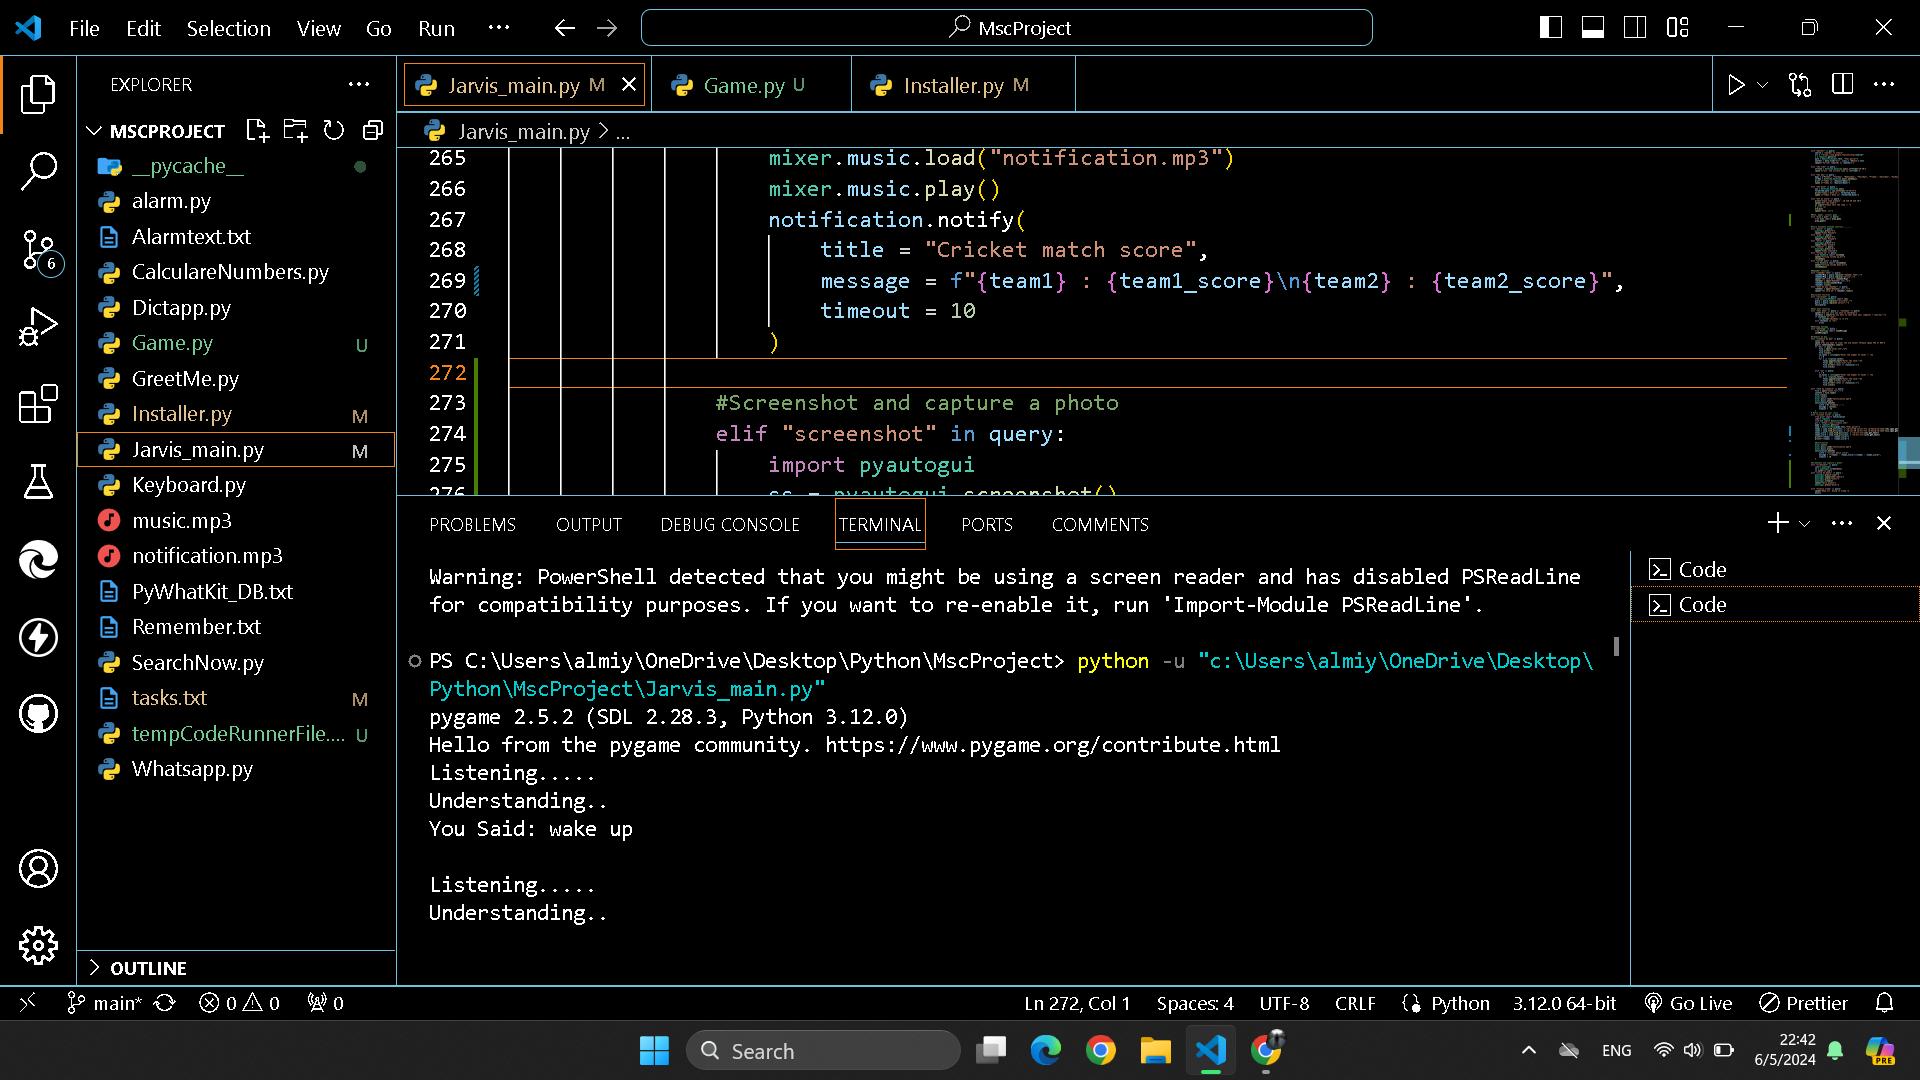 File Edit Selection View Go Run ... MscProject
EXPLORER
MSCPROJECT
__pycache__
alarm.py
Alarmtext.txt
CalculareNumbers.py
Dictapp.py
Game.py U
GreetMe.py
Installer.py M
Jarvis_main.py M
Keyboard.py
music.mp3
notification.mp3
PyWhatKit_DB.txt
Remember.txt
SearchNow.py
tasks.txt M
tempCodeRunnerFile.... U
Whatsapp.py
OUTLINE
6
Jarvis_main.py M Game.py U Installer.py M
Jarvis_main.py > ...
265 mixer.music.load("notification.mp3")
266 mixer.music.play()
267 notification.notify(
268 title = "Cricket match score",
269 message = f"{team1} : {team1_score}\n{team2} : {team2_score}",
270 timeout = 10
271 )
272
273 #Screenshot and capture a photo
274 elif "screenshot" in query:
275 import pyautogui
276 ss = pyautogui.screenshot()
PROBLEMS OUTPUT DEBUG CONSOLE TERMINAL PORTS COMMENTS
Warning: PowerShell detected that you might be using a screen reader and has disabled PSReadLine
for compatibility purposes. If you want to re-enable it, run 'Import-Module PSReadLine'.
PS C:\Users\almiy\OneDrive\Desktop\Python\MscProject> python -u "c:\Users\almiy\OneDrive\Desktop\
Python\MscProject\Jarvis_main.py"
pygame 2.5.2 (SDL 2.28.3, Python 3.12.0)
Hello from the pygame community. https://www.pygame.org/contribute.html
Listening.....
Understanding..
You Said: wake up
Listening.....
Understanding..
Code
Code
main* 0 0 0 Ln 272, Col 1 Spaces: 4 UTF-8 CRLF Python 3.12.0 64-bit Go Live Prettier
Search ENG 22:42
6/5/2024
PRE